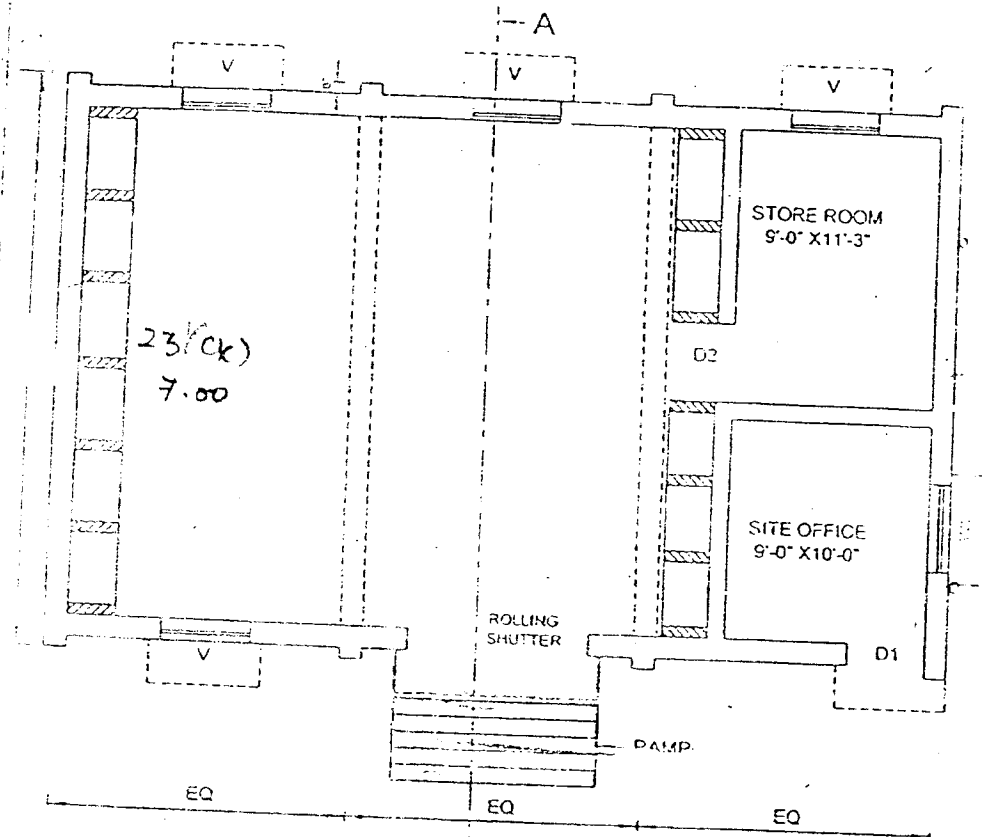 A
V
V
V
STORE ROOM
9'-0" X11'-3"
23 (CK)
7.00
D2
SITE OFFICE
9'-0" X10'-0"
ROLLING
SHUTTER
V
D1
RAMP
EQ
EQ
EQ